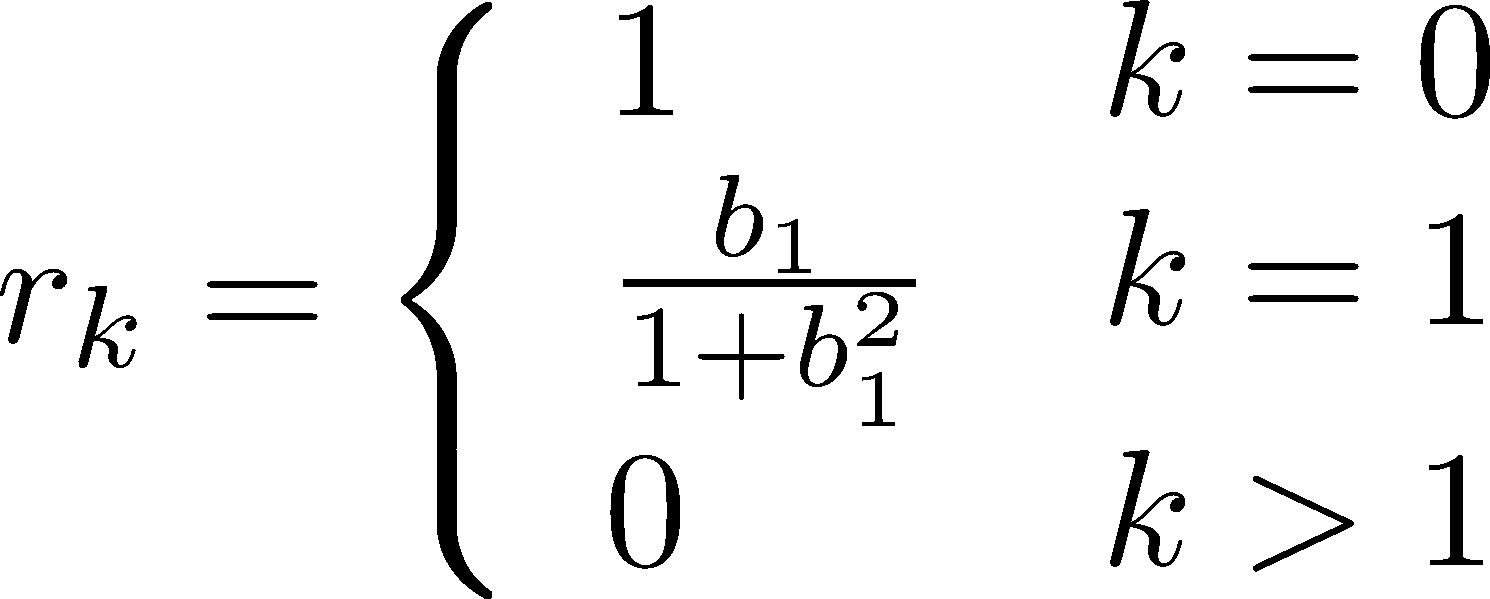 r_k = { 1 k = 0
b_1 / (1+b_1^2) k = 1
0 k > 1